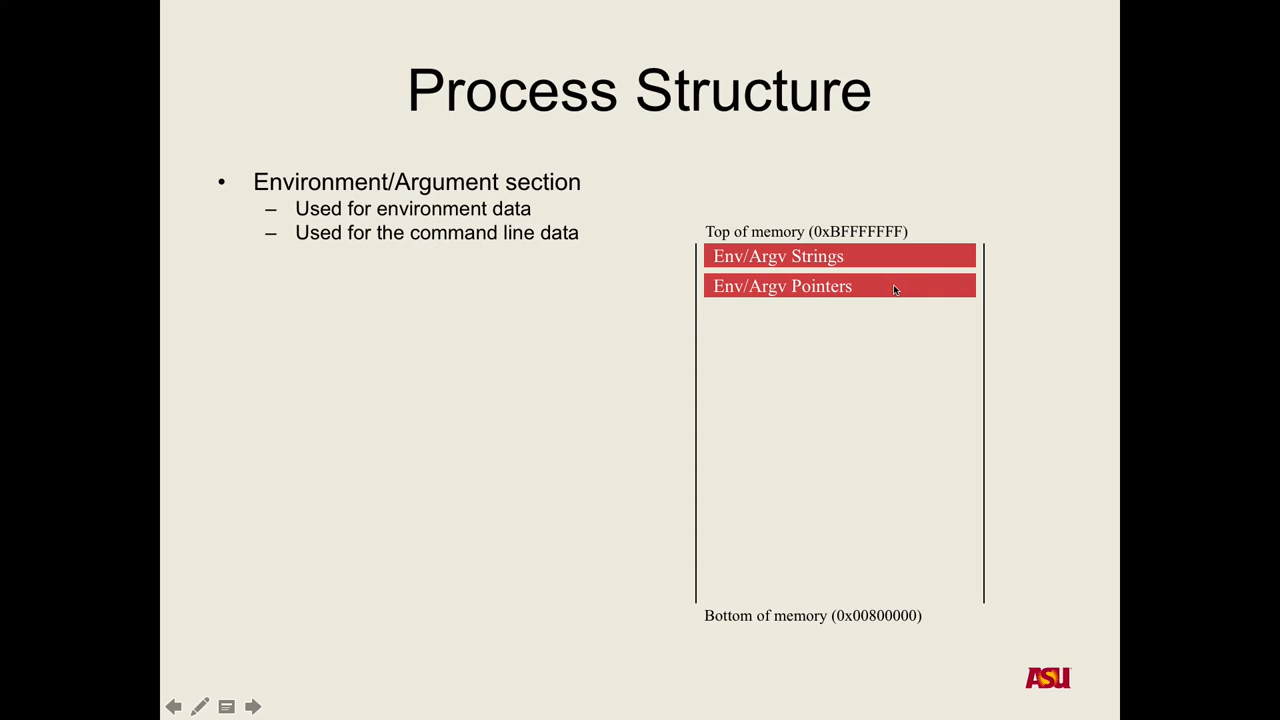 Process Structure
• Environment/Argument section
– Used for environment data
– Used for the command line data
Top of memory (0xBFFFFFFF)
Env/Argv Strings
Env/Argv Pointers
Bottom of memory (0x00800000)
ASU